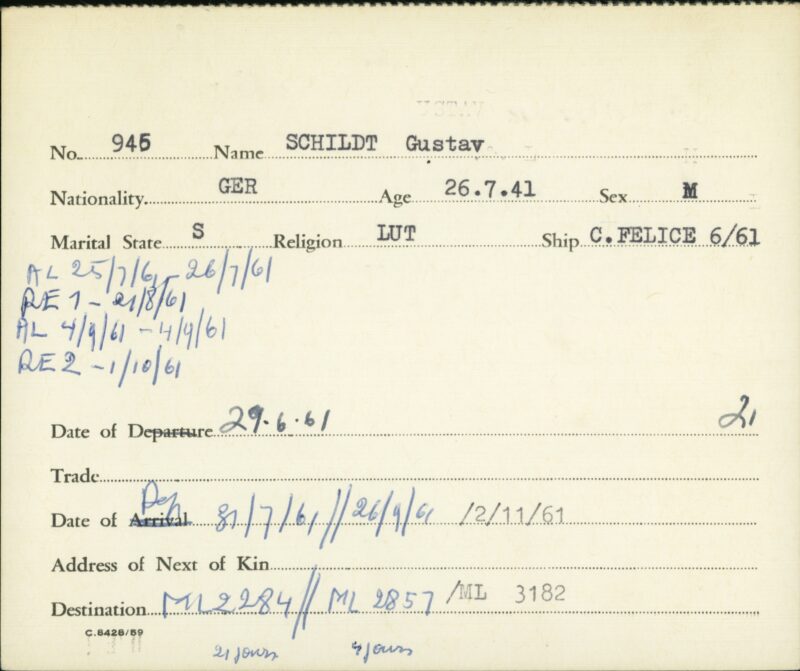 No. 945 Name SCHILDT Gustav
Nationality GER Age 26.7.41 Sex M
Marital State S Religion LUT Ship C.FELICE 6/61
AL 25/7/61 - 26/7/61
RE 1 - 21/8/61
AL 4/9/61 - 4/9/61
RE 2 - 1/10/61
Date of Departure 29.6.61 21
Trade
Dep
Date of Arrival 31/7/61 // 26/9/61 /2/11/61
Address of Next of Kin
Destination ML 2284 // ML 2857 /ML 3182
C.8428/59
21 jours jours